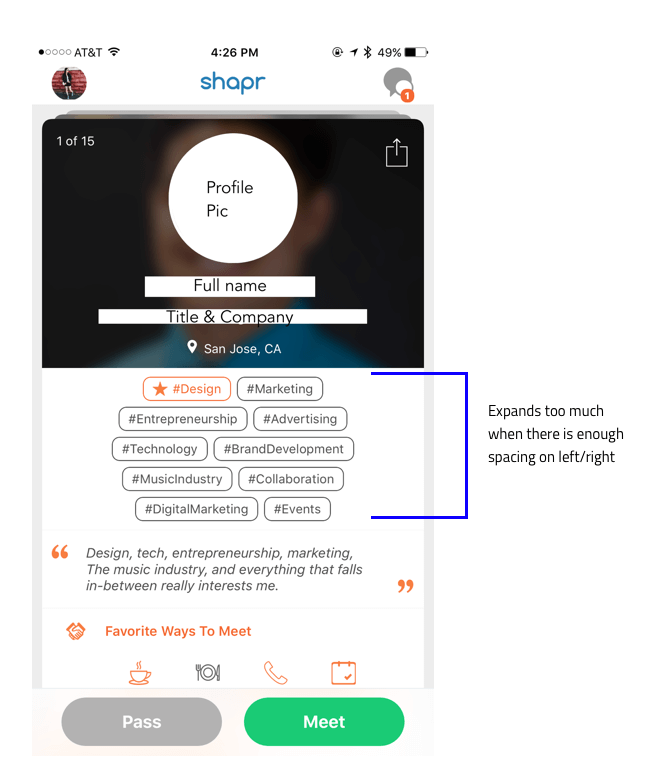 AT&T 4:26 PM 49%
shapr
1
1 of 15
Profile
Pic
Full name
Title & Company
San Jose, CA
#Design #Marketing
#Entrepreneurship #Advertising
#Technology #BrandDevelopment
#MusicIndustry #Collaboration
#DigitalMarketing #Events
Expands too much
when there is enough
spacing on left/right
“ Design, tech, entrepreneurship, marketing,
The music industry, and everything that falls
in-between really interests me. ”
Favorite Ways To Meet
Pass Meet